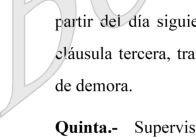 partir del día siguie
cláusula tercera, tra
de demora.
Quinta.- Supervis